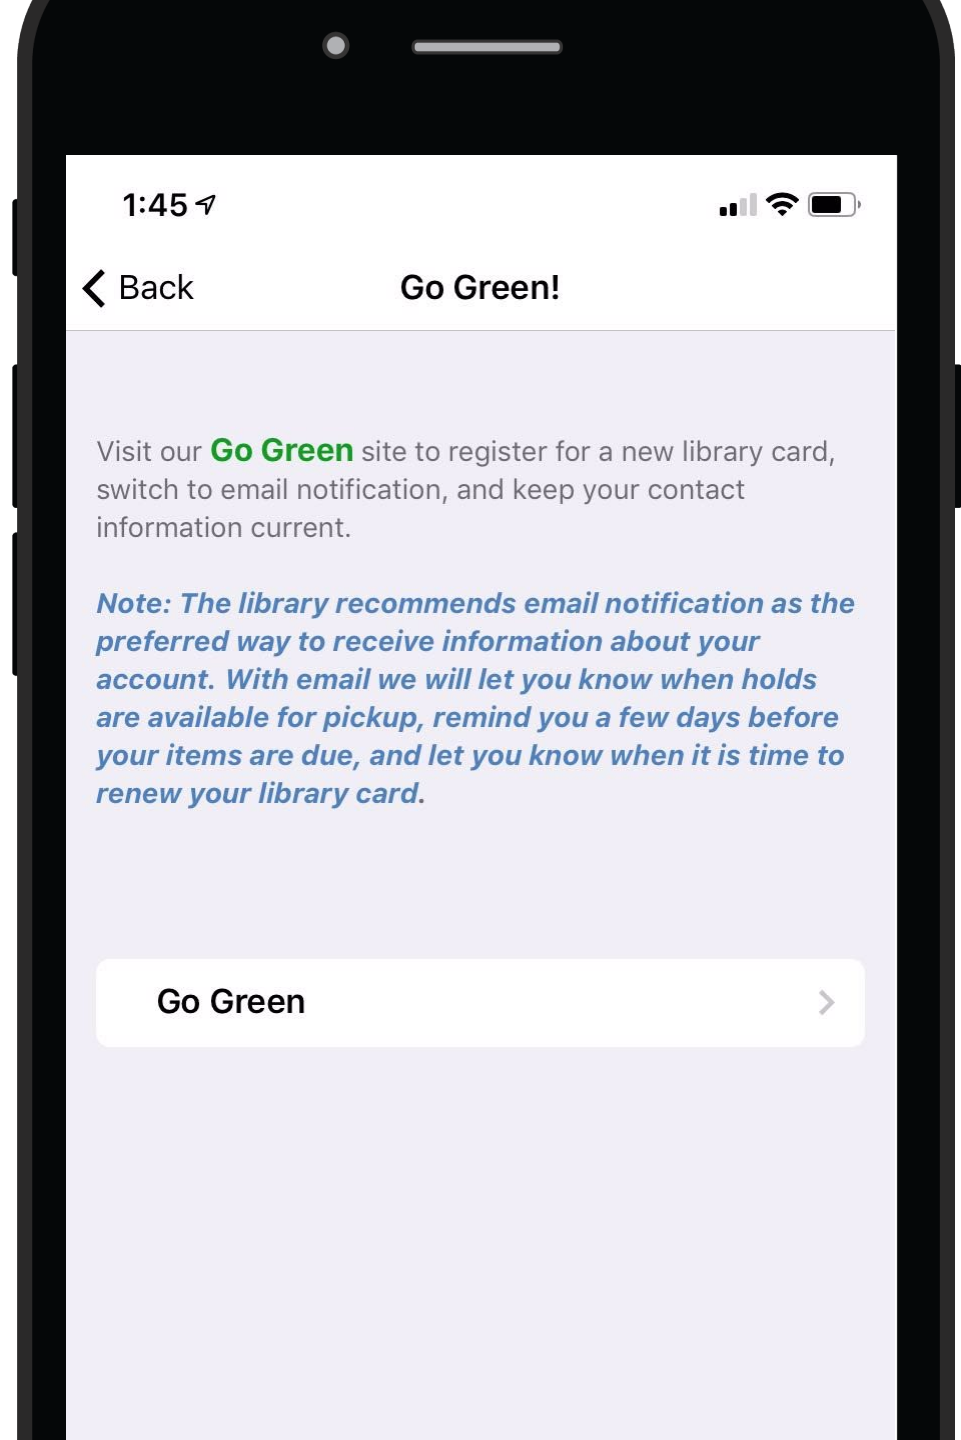 1:45
Back
Go Green!
Visit our Go Green site to register for a new library card,
switch to email notification, and keep your contact
information current.
Note: The library recommends email notification as the
preferred way to receive information about your
account. With email we will let you know when holds
are available for pickup, remind you a few days before
your items are due, and let you know when it is time to
renew your library card.
Go Green